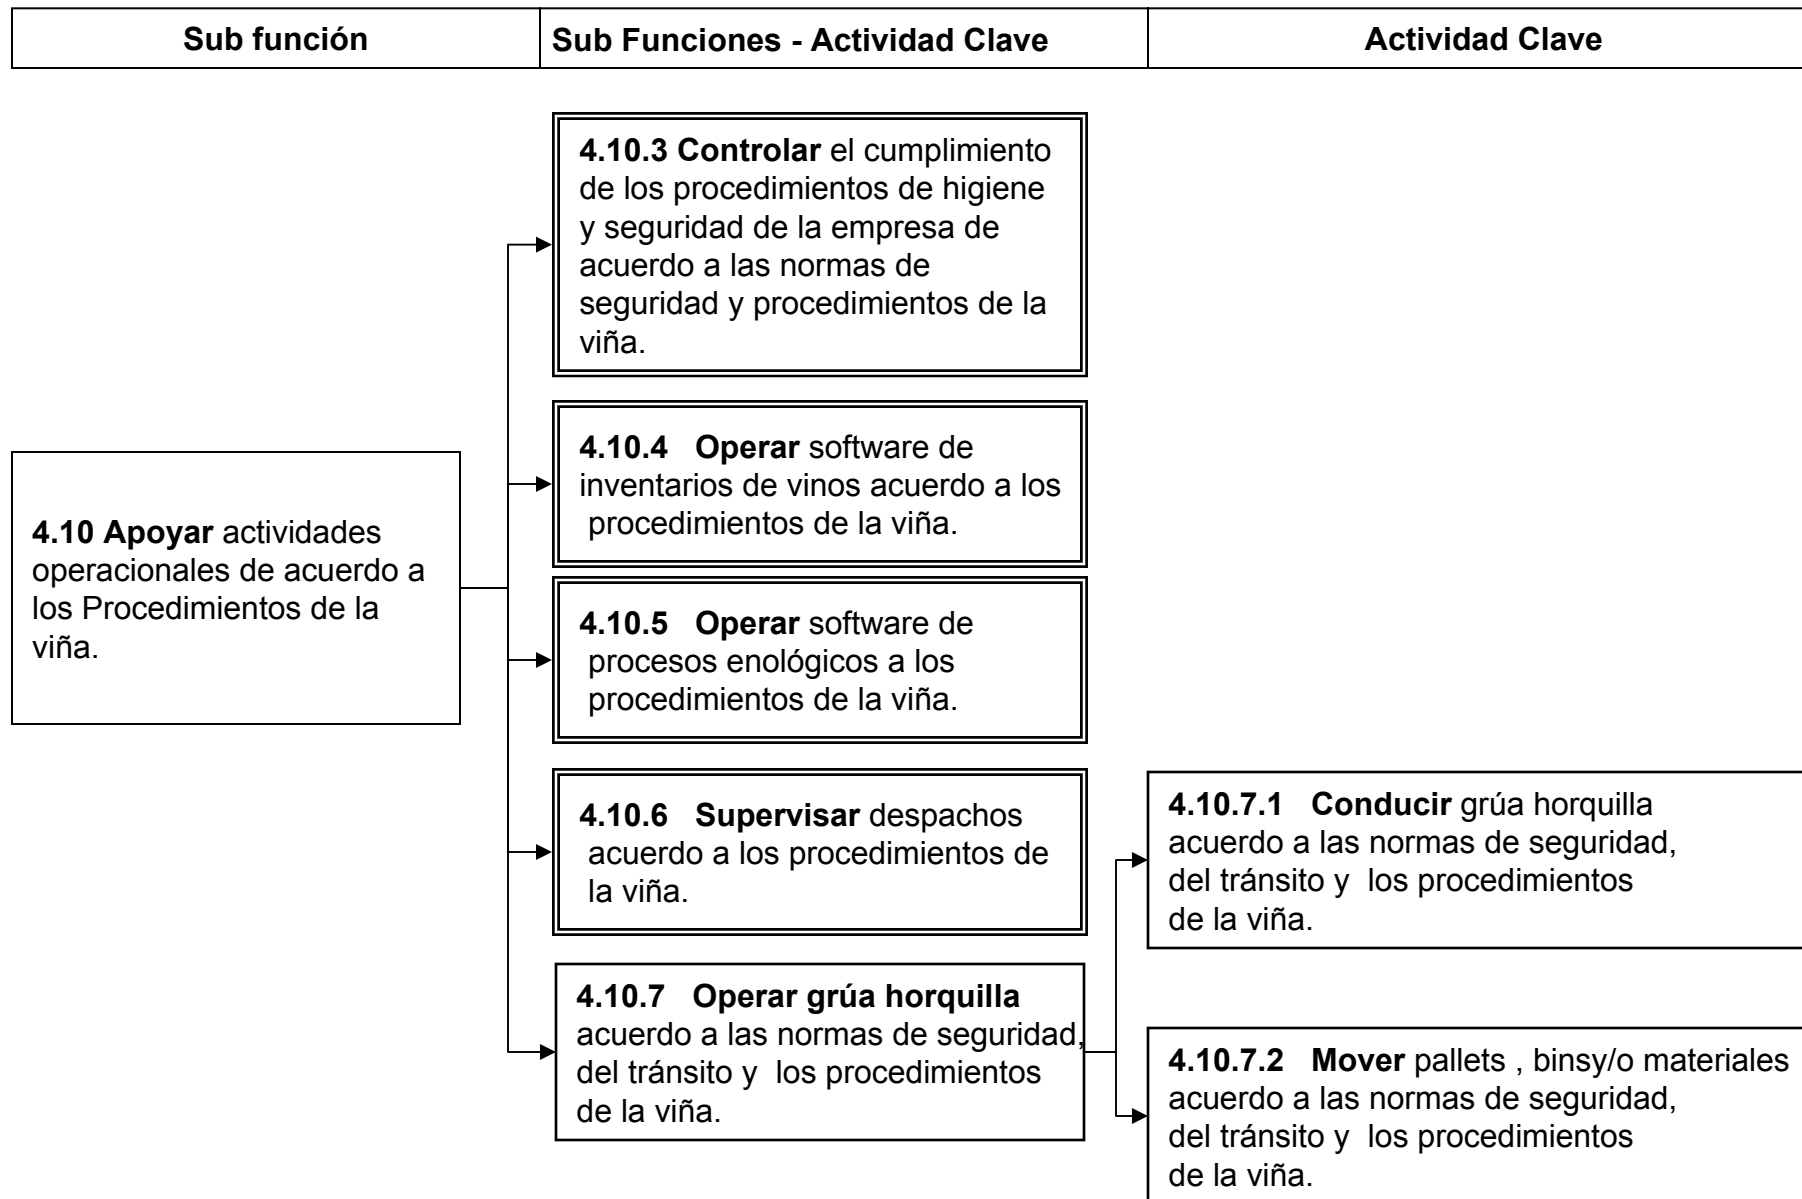 Sub función
Sub Funciones - Actividad Clave
Actividad Clave
4.10 Apoyar actividades
operacionales de acuerdo a
los Procedimientos de la
viña.
4.10.3 Controlar el cumplimiento
de los procedimientos de higiene
y seguridad de la empresa de
acuerdo a las normas de
seguridad y procedimientos de la
viña.
4.10.4 Operar software de
inventarios de vinos acuerdo a los
procedimientos de la viña.
4.10.5 Operar software de
procesos enológicos a los
procedimientos de la viña.
4.10.6 Supervisar despachos
acuerdo a los procedimientos de
la viña.
4.10.7 Operar grúa horquilla
acuerdo a las normas de seguridad,
del tránsito y los procedimientos
de la viña.
4.10.7.1 Conducir grúa horquilla
acuerdo a las normas de seguridad,
del tránsito y los procedimientos
de la viña.
4.10.7.2 Mover pallets , binsy/o materiales
acuerdo a las normas de seguridad,
del tránsito y los procedimientos
de la viña.